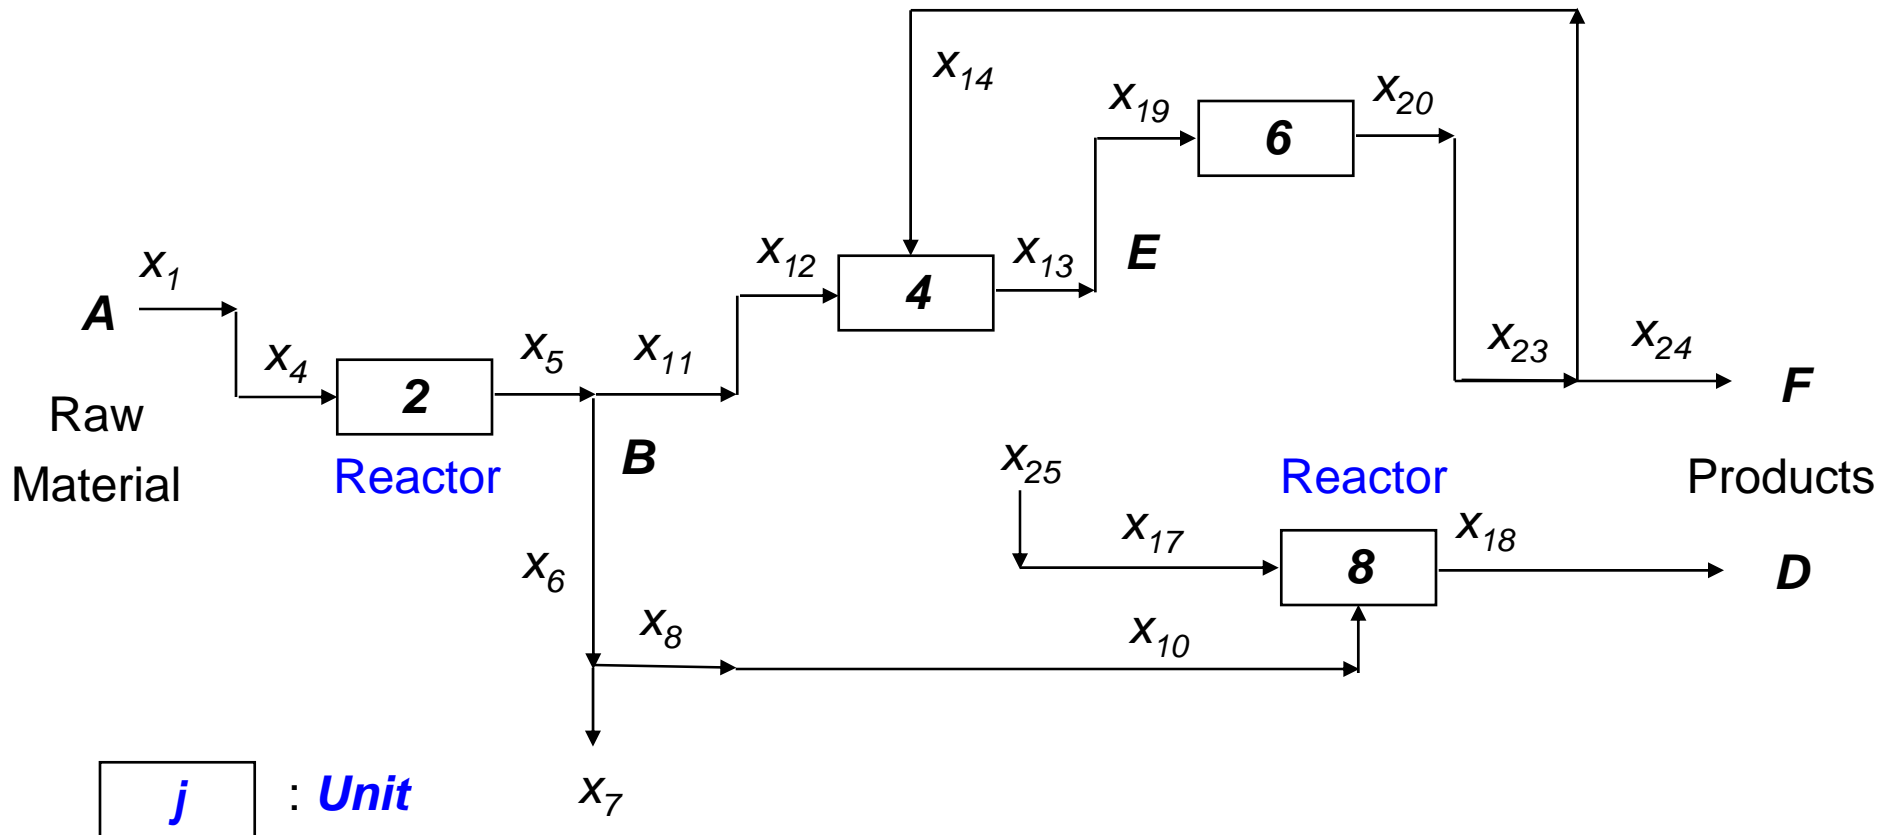 x14
x19
x20
6
x12
x13
E
x1
4
A
x5
x11
x23
x24
x4
2
F
Raw
Material
Reactor
B
x25
Reactor
Products
x17
x18
x6
8
D
x8
x10
j : Unit
x7